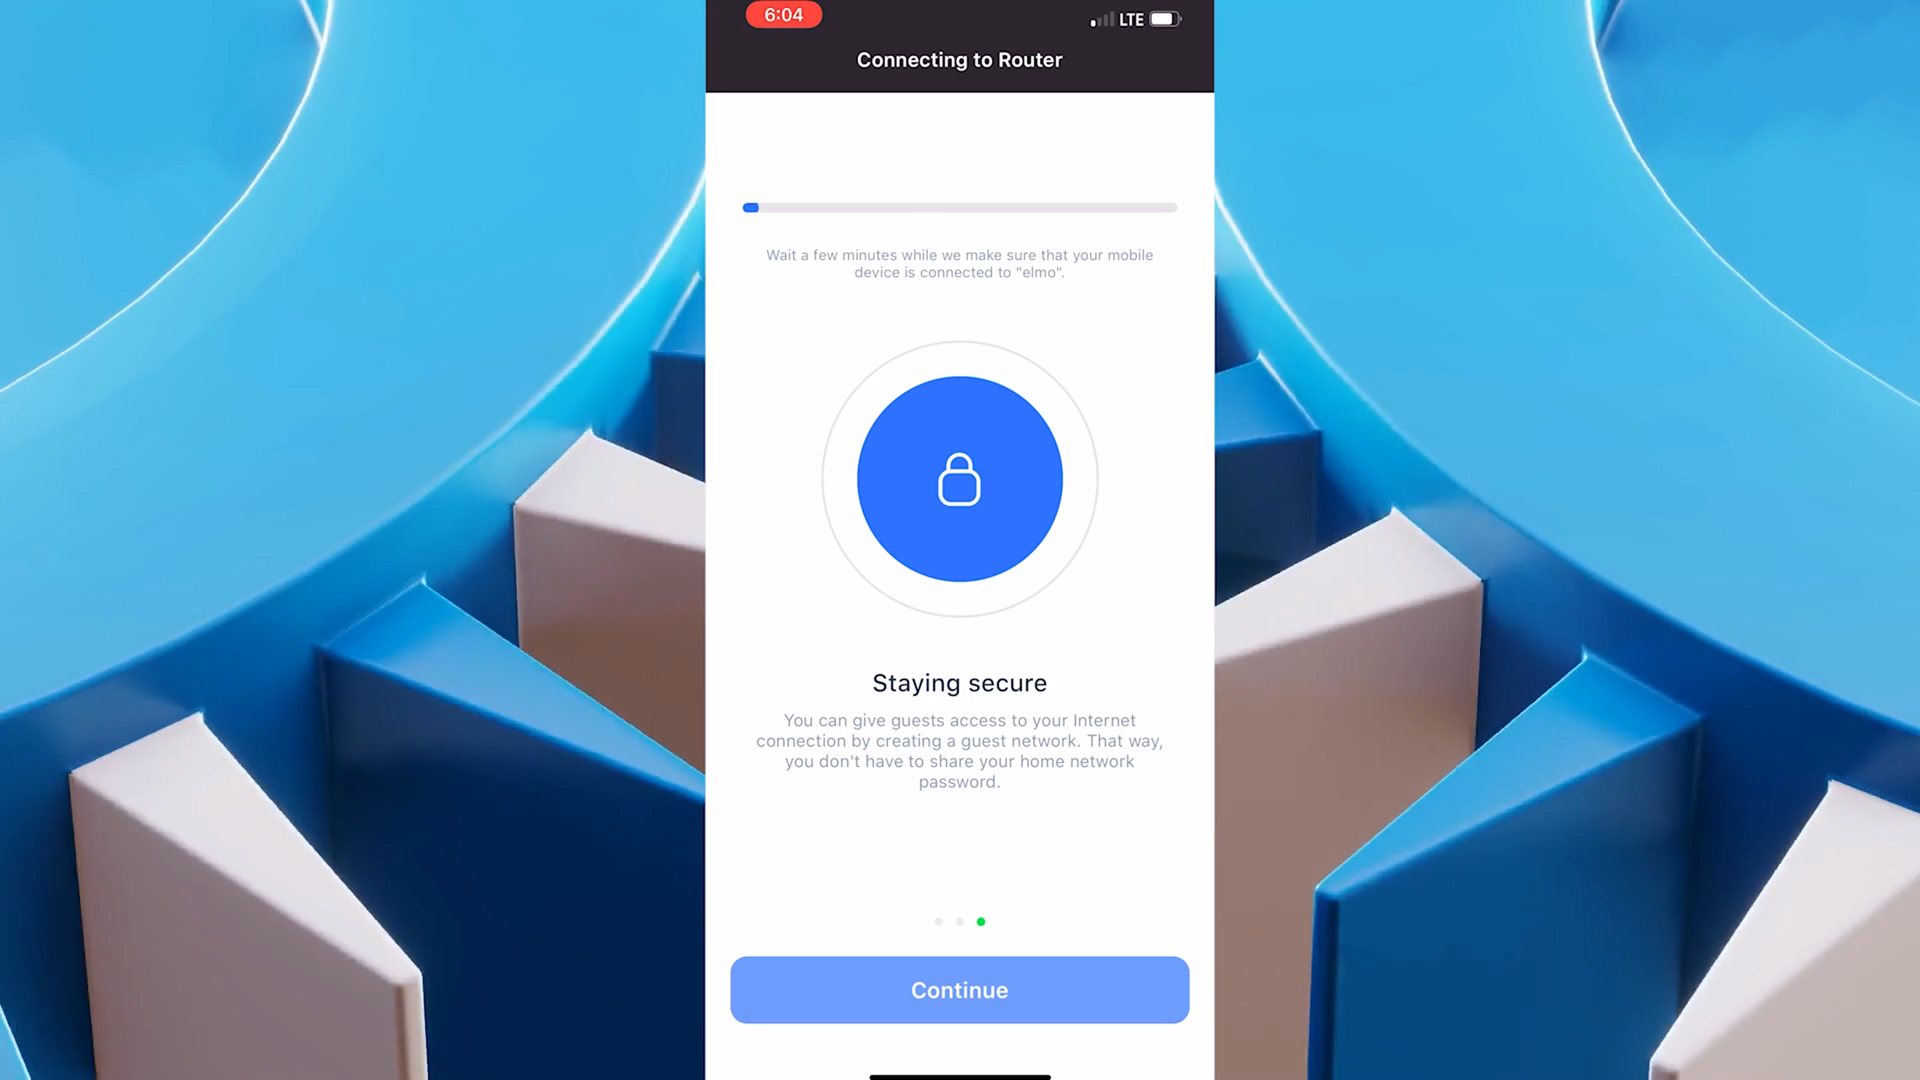 6:04
LTE
Connecting to Router
Wait a few minutes while we make sure that your mobile
device is connected to "elmo".
Staying secure
You can give guests access to your Internet
connection by creating a guest network. That way,
you don't have to share your home network
password.
Continue